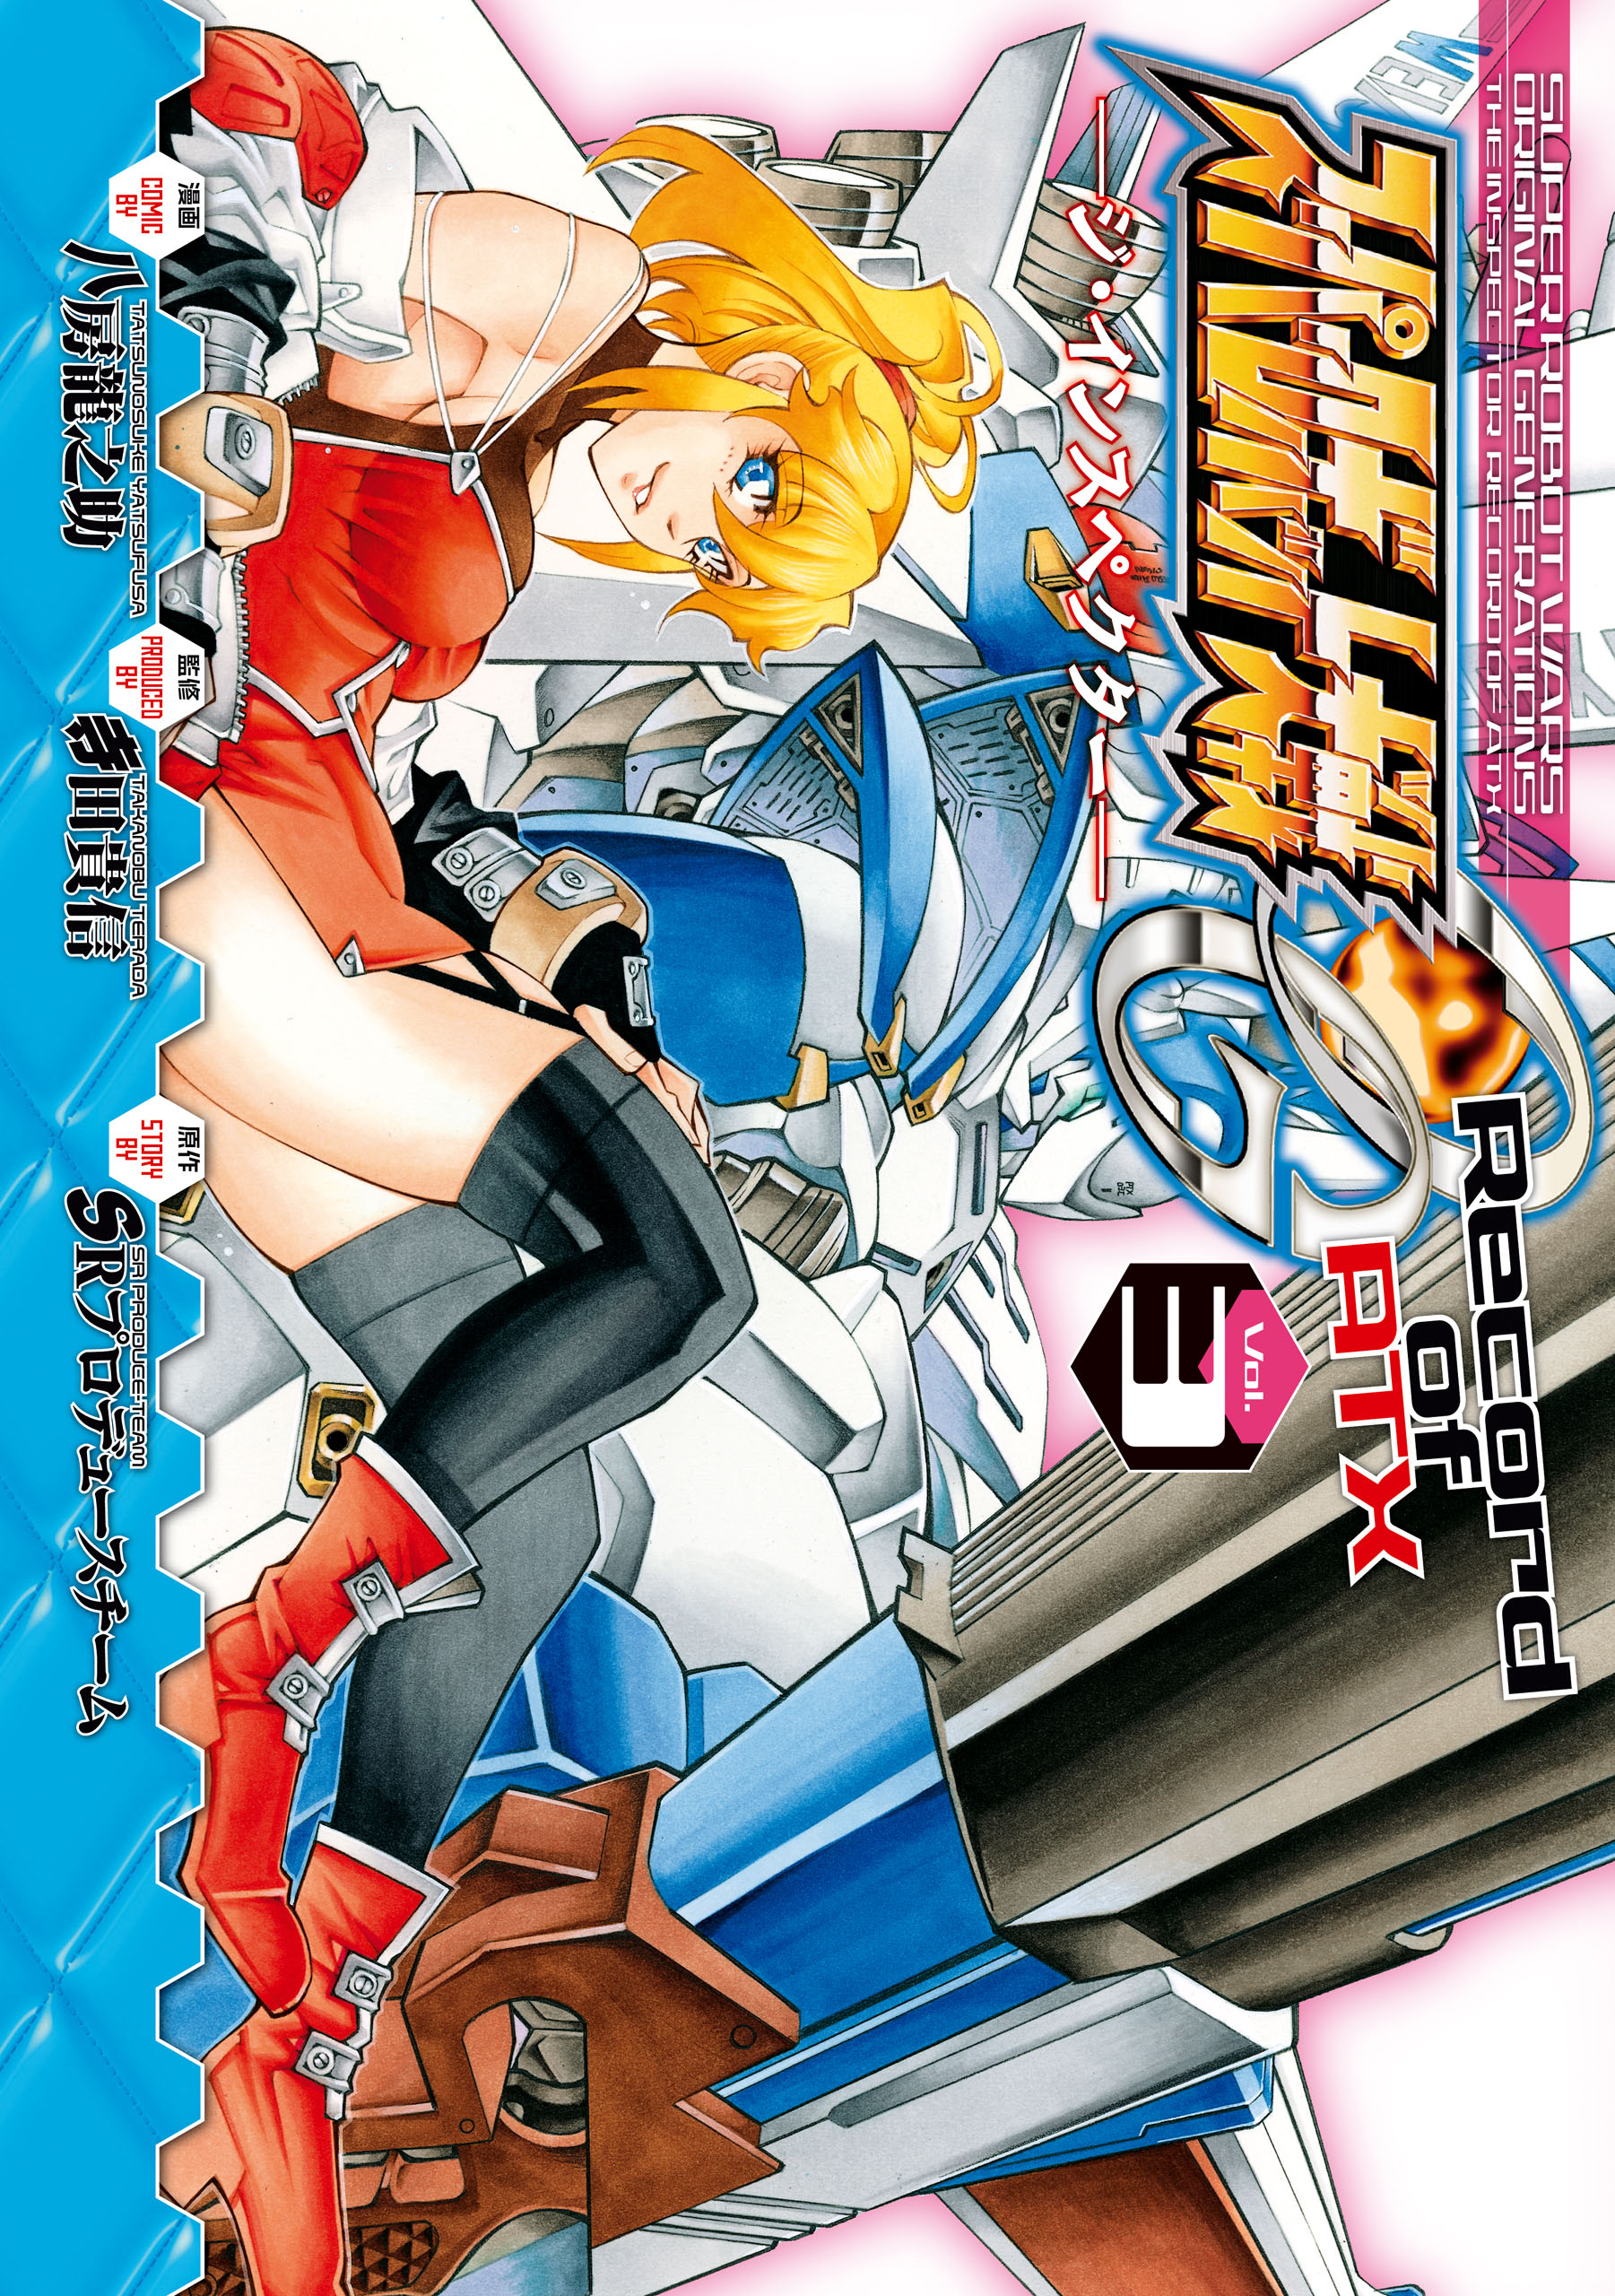 SUPER ROBOT WARS
ORIGINAL GENERATIONS
THE INSPECTOR RECORD OF ATX
スーパーロボット大戦
OG
―ジ・インスペクター―
Record
of
ATX
Vol.
3
漫画
COMIC
BY
TATSUNOSUKE YATSUFUSA
八房龍之助
監修
PRODUCED
BY
TAKANOBU TERADA
寺田貴信
原作
STORY
BY
SR PRODUCE-TEAM
SRプロデュースチーム